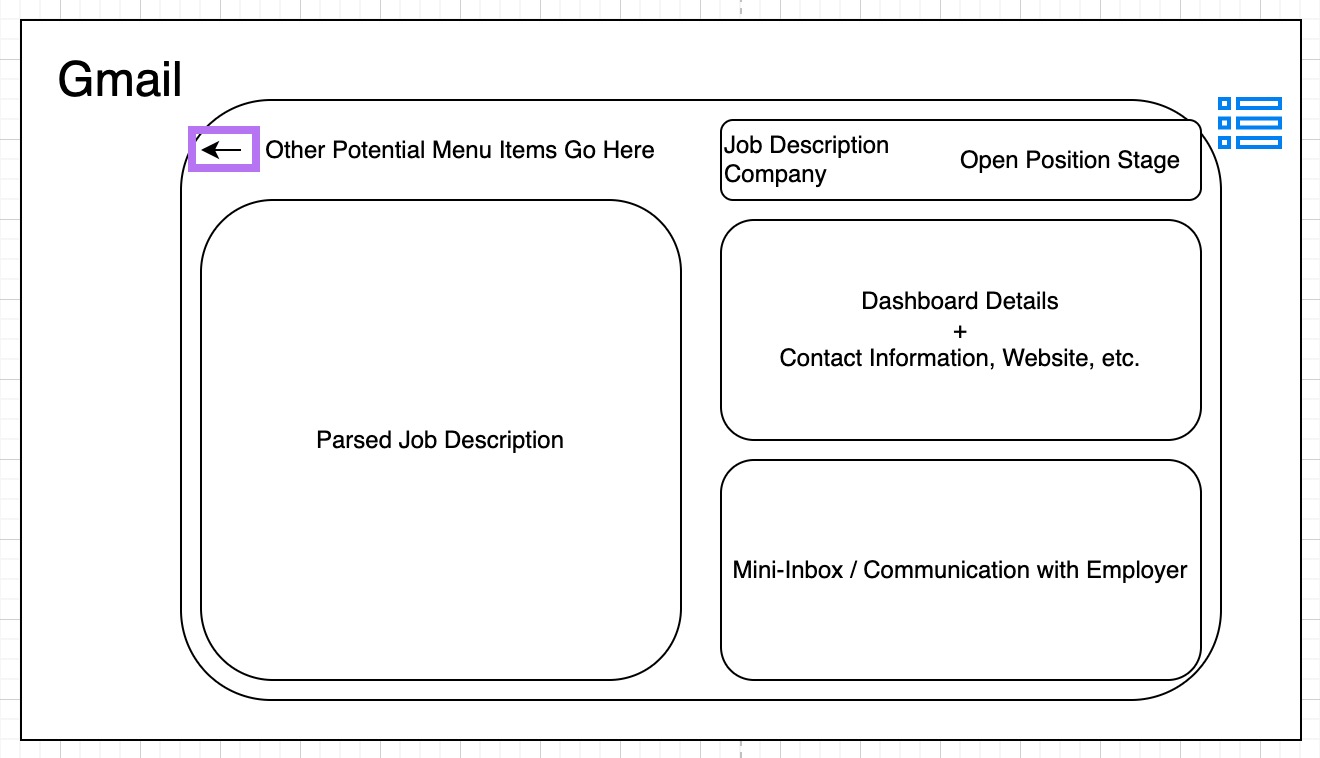 Gmail
Other Potential Menu Items Go Here
Job Description
Company
Open Position Stage
Parsed Job Description
Dashboard Details
+
Contact Information, Website, etc.
Mini-Inbox / Communication with Employer